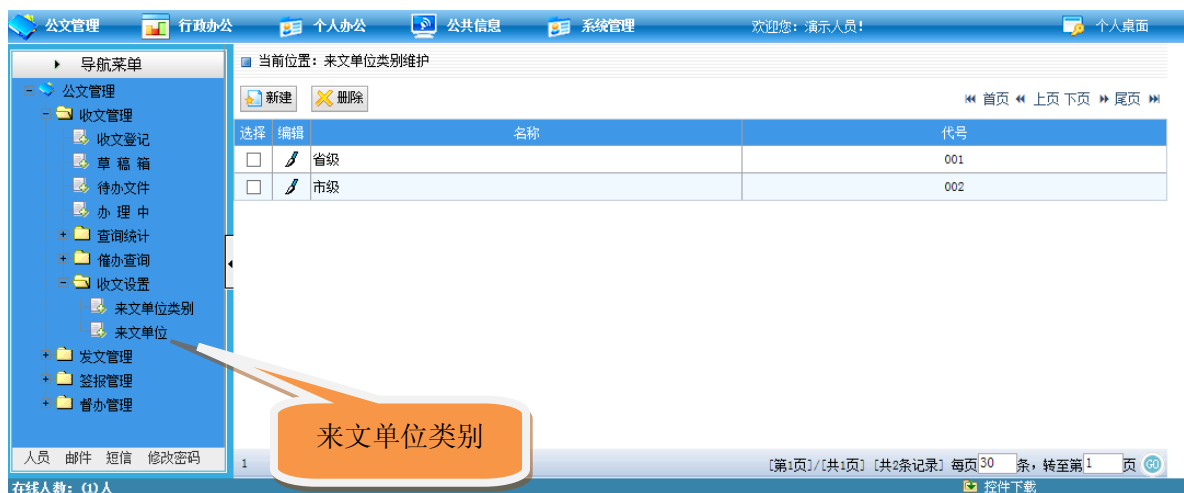 公文管理 行政办公 个人办公 公共信息 系统管理 欢迎您：演示人员！ 个人桌面
导航菜单
公文管理
收文管理
收文登记
草 稿 箱
待办文件
办 理 中
查询统计
催办查询
收文设置
来文单位类别
来文单位
发文管理
签报管理
督办管理
人员 邮件 短信 修改密码
当前位置：来文单位类别维护
新建 删除 首页 上页 下页 尾页
选择 编辑 名称 代号
省级 001
市级 002
来文单位类别
1 [第1页]/[共1页] [共2条记录] 每页30 条，转至第1 页 GO
在线人数：(1)人 控件下载